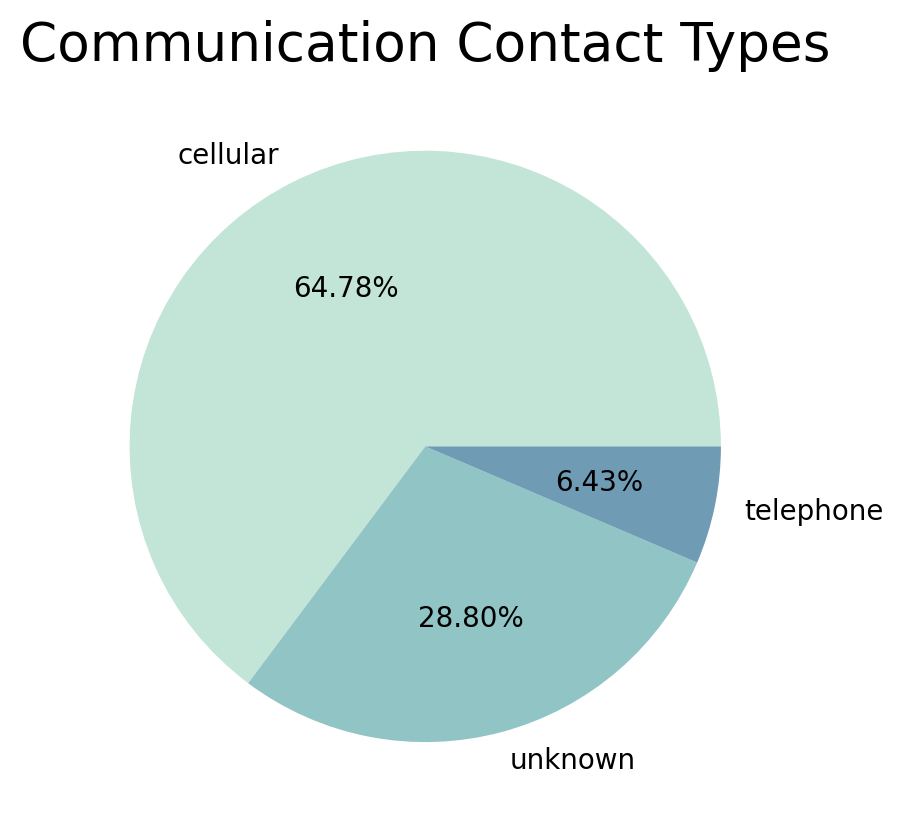 Communication Contact Types
cellular
64.78%
6.43%
telephone
28.80%
unknown